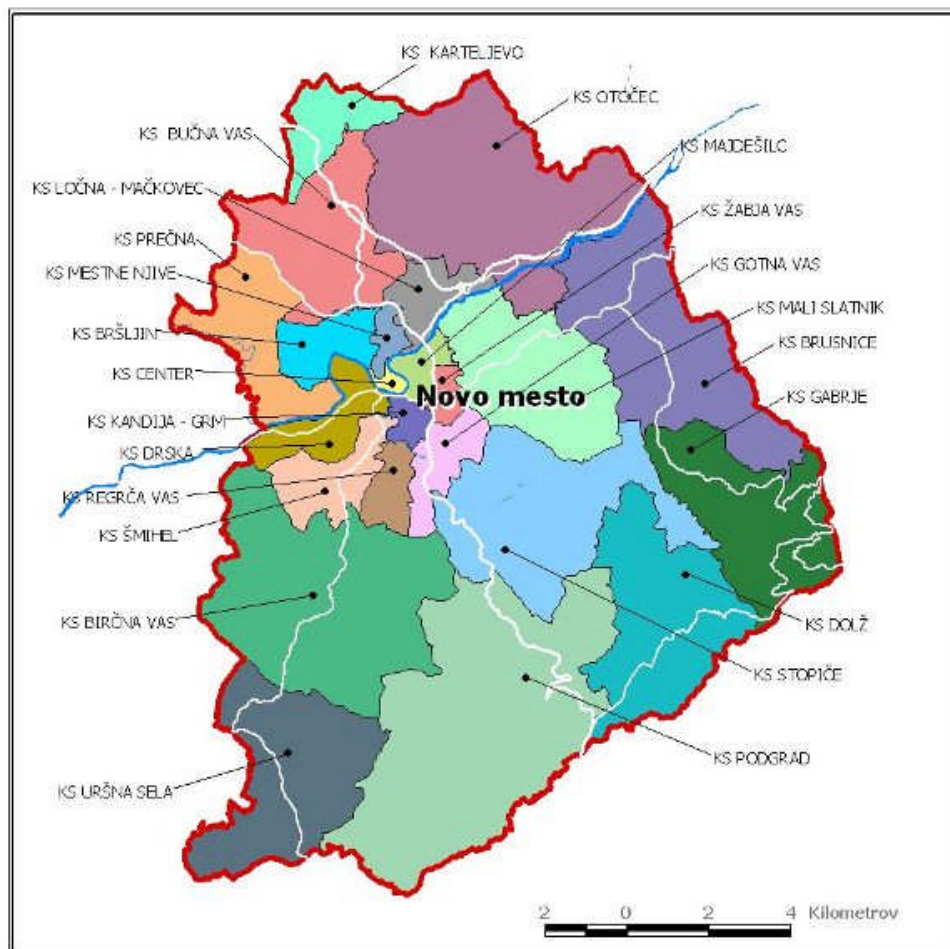 KS KARTELJEVO
KS OTOČEC
KS BUČNA VAS
KS MAJDEŠILC
KS LOČNA - MAČKOVEC
KS ŽABJA VAS
KS PREČNA
KS GOTNA VAS
KS MESTNE NJIVE
KS MALI SLATNIK
KS BRŠLJIN
KS BRUSNICE
KS CENTER
Novo mesto
KS GABRJE
KS KANDIJA - GRM
KS DRSKA
KS REGRČA VAS
KS ŠMIHEL
KS BIRČNA VAS
KS DOLŽ
KS STOPIČE
KS PODGRAD
KS URŠNA SELA
2 0 2 4 Kilometrov